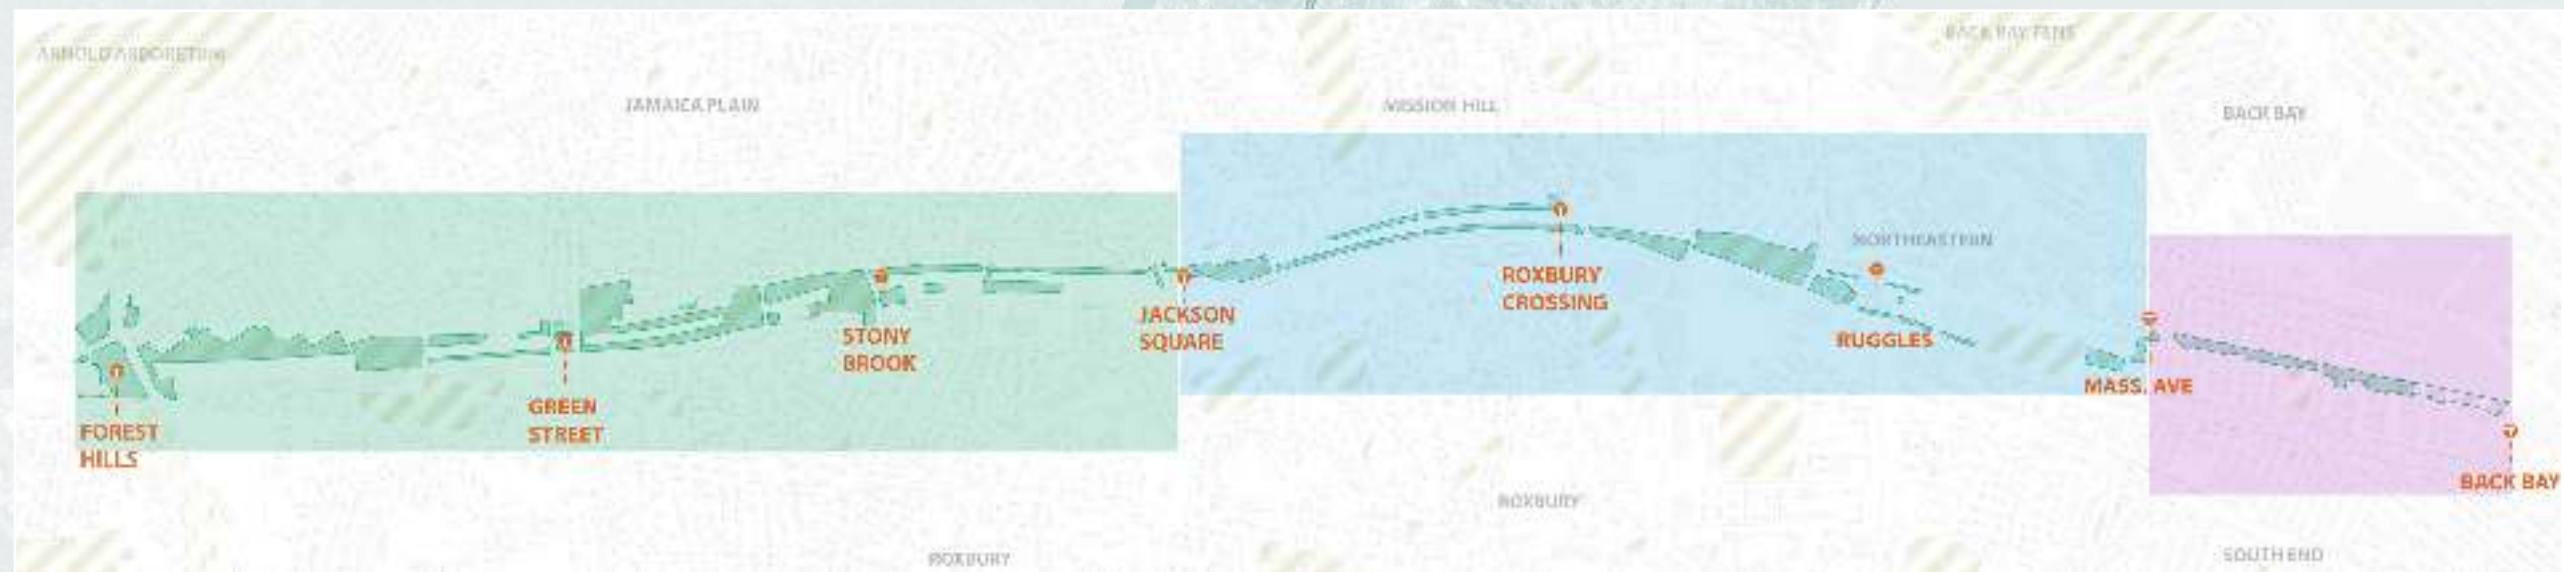 ARNOLD ARBORETUM
BACK BAY FENS
JAMAICA PLAIN
MISSION HILL
BACK BAY
NORTHEASTERN
ROXBURY
CROSSING
JACKSON
SQUARE
STONY
BROOK
RUGGLES
MASS. AVE
GREEN
STREET
FOREST
HILLS
BACK BAY
ROXBURY
ROXBURY
SOUTH END